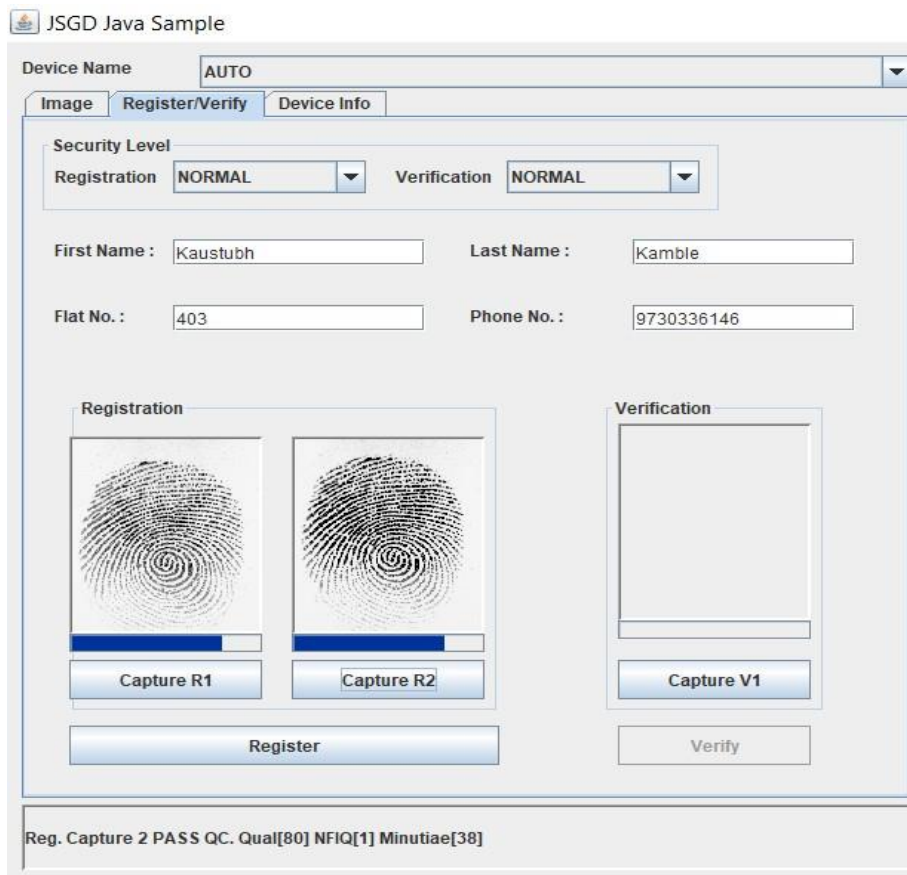 JSGD Java Sample
Device Name AUTO
Image Register/Verify Device Info
Security Level
Registration NORMAL Verification NORMAL
First Name : Kaustubh Last Name : Kamble
Flat No. : 403 Phone No. : 9730336146
Registration Verification
Capture R1 Capture R2 Capture V1
Register Verify
Reg. Capture 2 PASS QC. Qual[80] NFIQ[1] Minutiae[38]